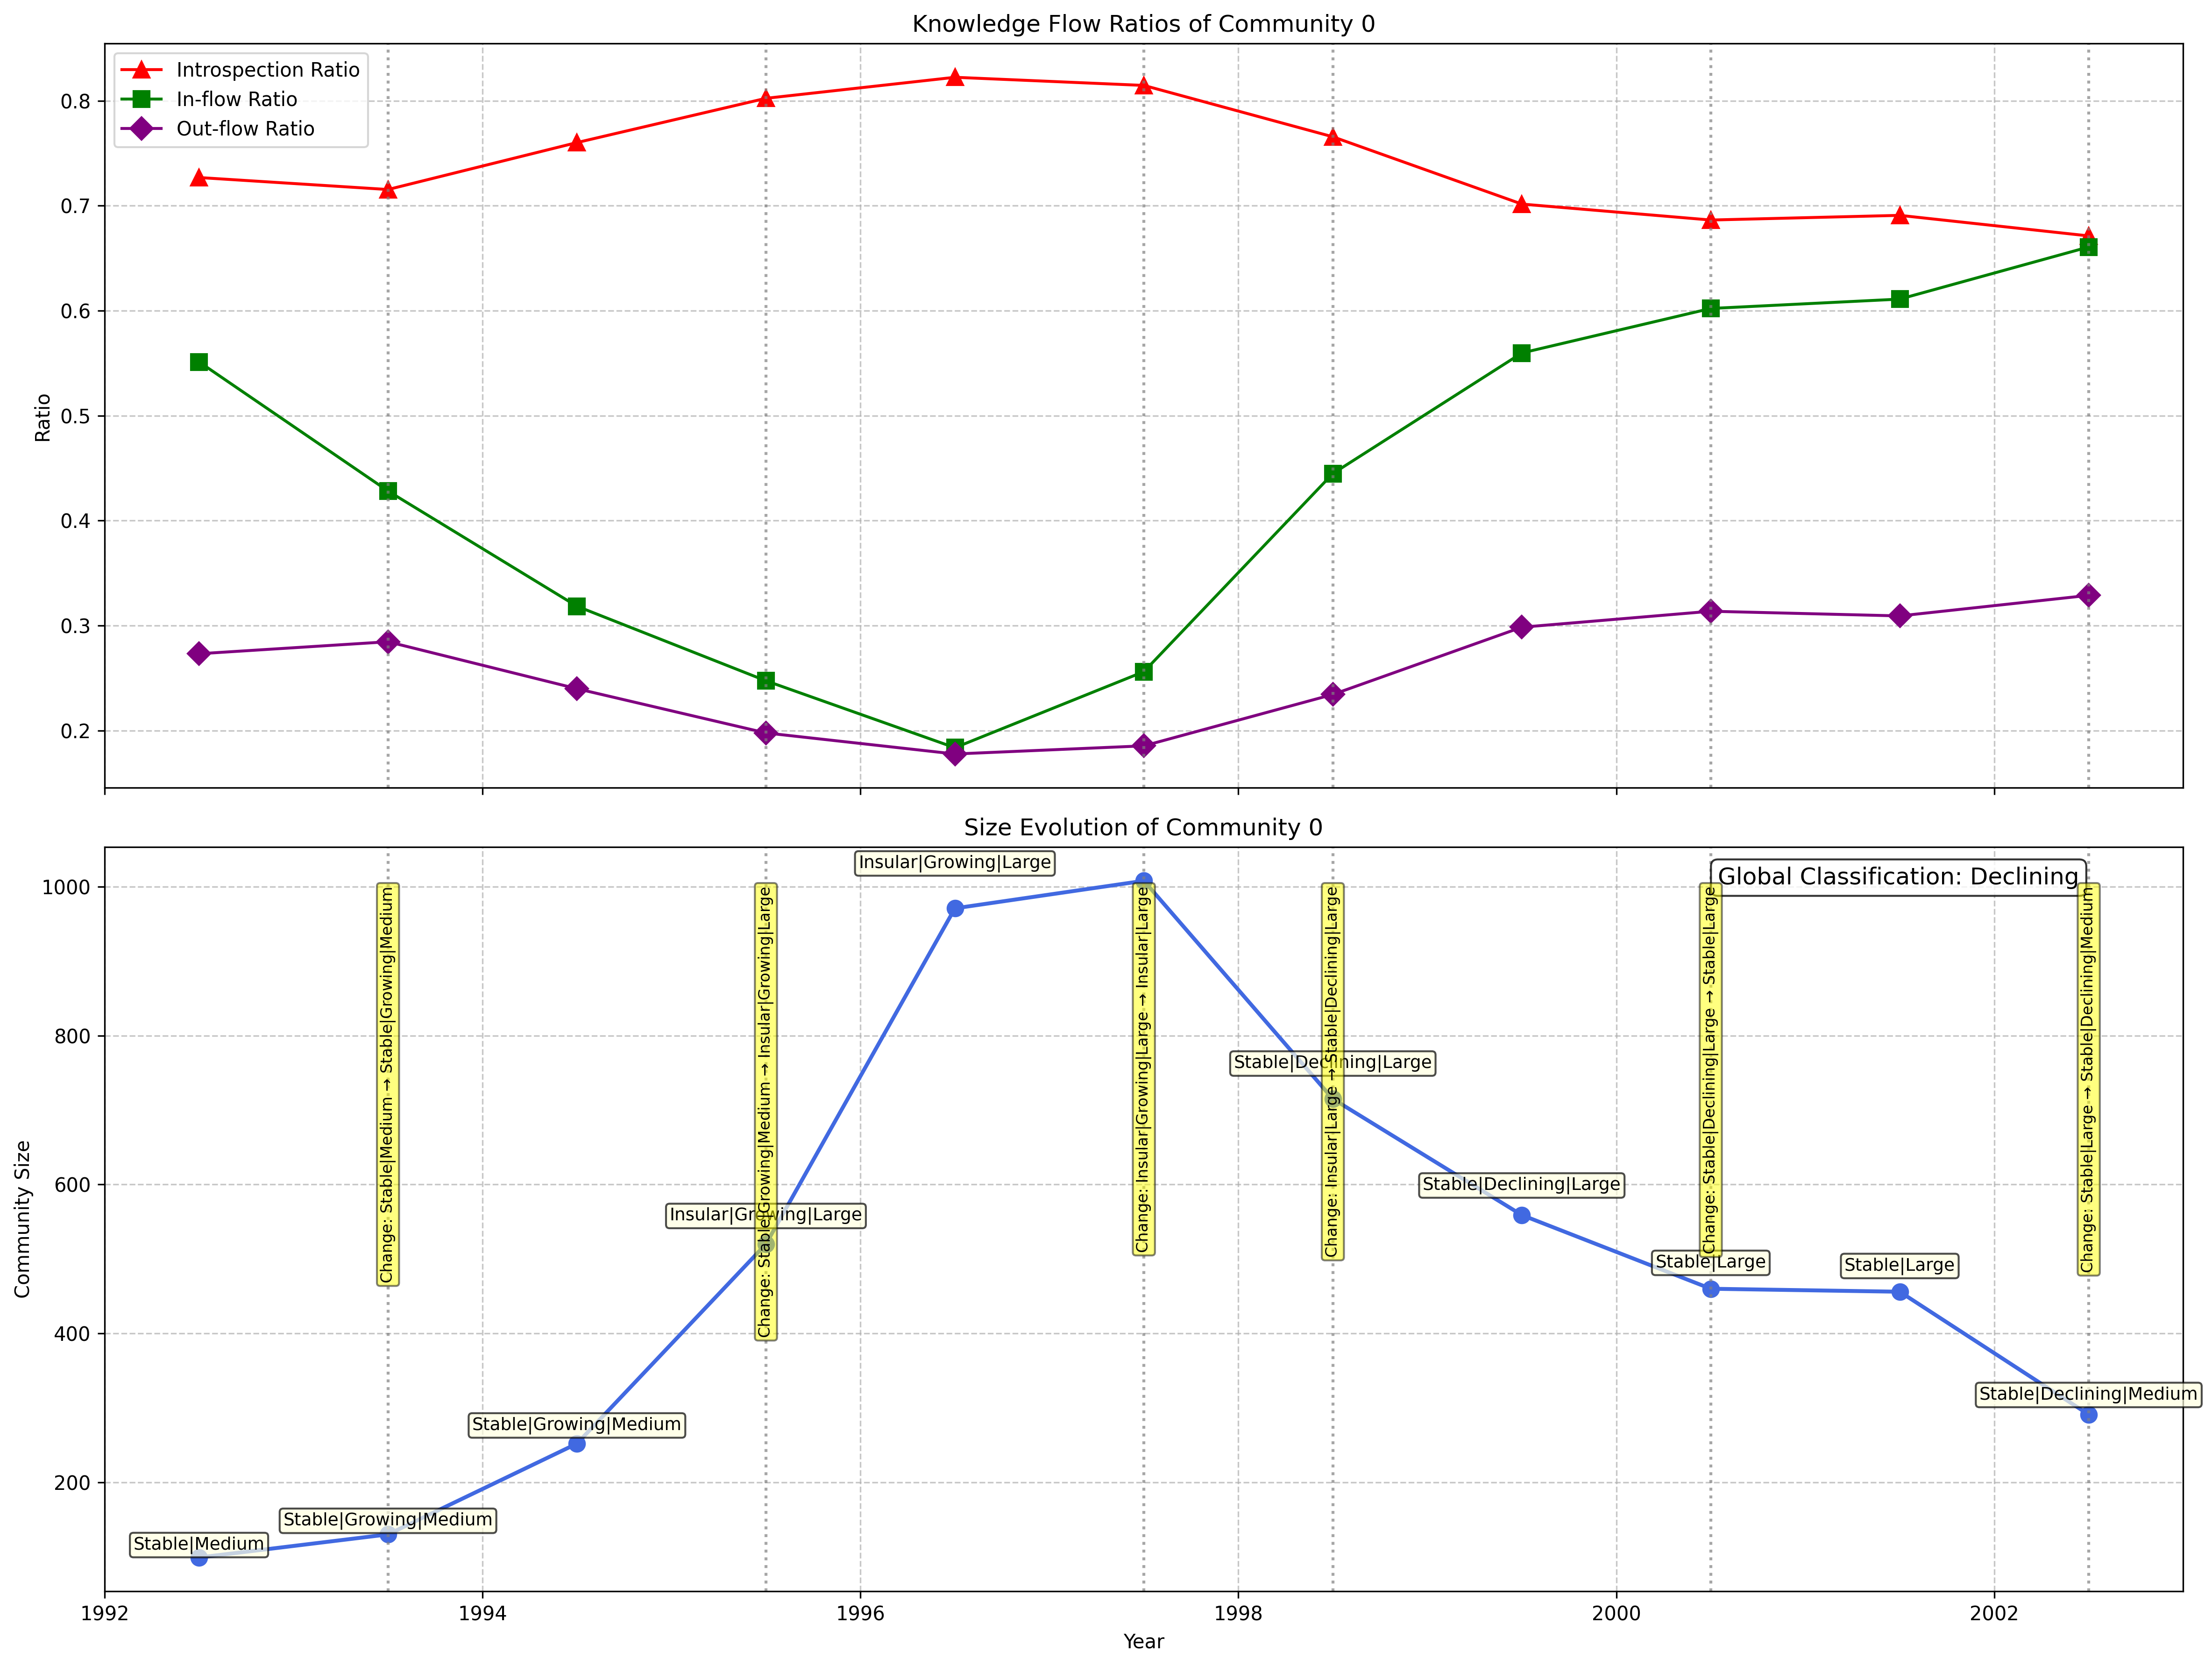 Knowledge Flow Ratios of Community 0
Introspection Ratio
In-flow Ratio
Out-flow Ratio
0.8
0.7
0.6
0.5
0.4
0.3
0.2
Ratio
Size Evolution of Community 0
Global Classification: Declining
1000
800
600
400
200
Community Size
Stable|Medium
Stable|Growing|Medium
Stable|Growing|Medium
Insular|Growing|Large
Insular|Growing|Large
Stable|Declining|Large
Stable|Declining|Large
Stable|Large
Stable|Large
Stable|Declining|Medium
Change: Stable|Medium → Stable|Growing|Medium
Change: Stable|Growing|Medium → Insular|Growing|Large
Change: Insular|Growing|Large → Insular|Large
Change: Insular|Large → Stable|Declining|Large
Change: Stable|Declining|Large → Stable|Large
Change: Stable|Large → Stable|Declining|Medium
1992
1994
1996
1998
2000
2002
Year